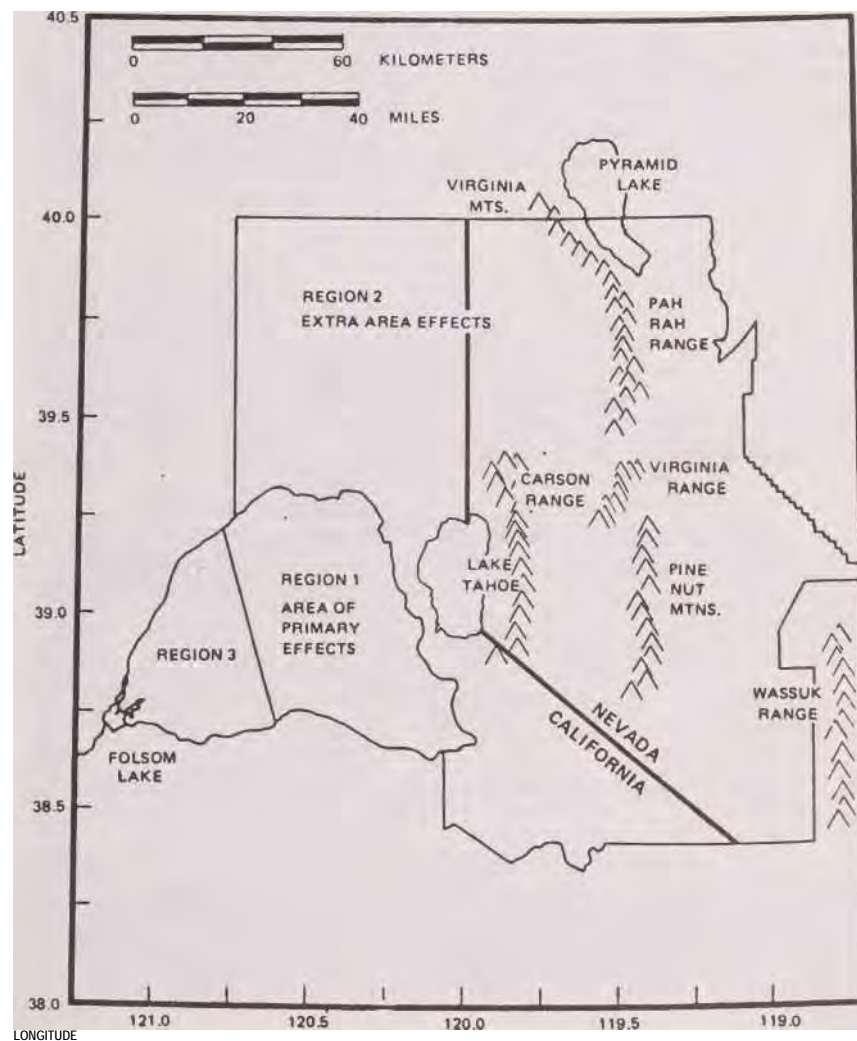 40.5
0 60 KILOMETERS
0 20 40 MILES
PYRAMID
LAKE
VIRGINIA
MTS.
40.0
REGION 2
EXTRA AREA EFFECTS
PAH
RAH
RANGE
39.5
LATITUDE
CARSON
RANGE
VIRGINIA
RANGE
LAKE
TAHOE
PINE
NUT
MTNS.
REGION 1
AREA OF
PRIMARY
EFFECTS
39.0
REGION 3
WASSUK
RANGE
NEVADA
CALIFORNIA
FOLSOM
LAKE
38.5
38.0
121.0 120.5 120.0 119.5 119.0
LONGITUDE